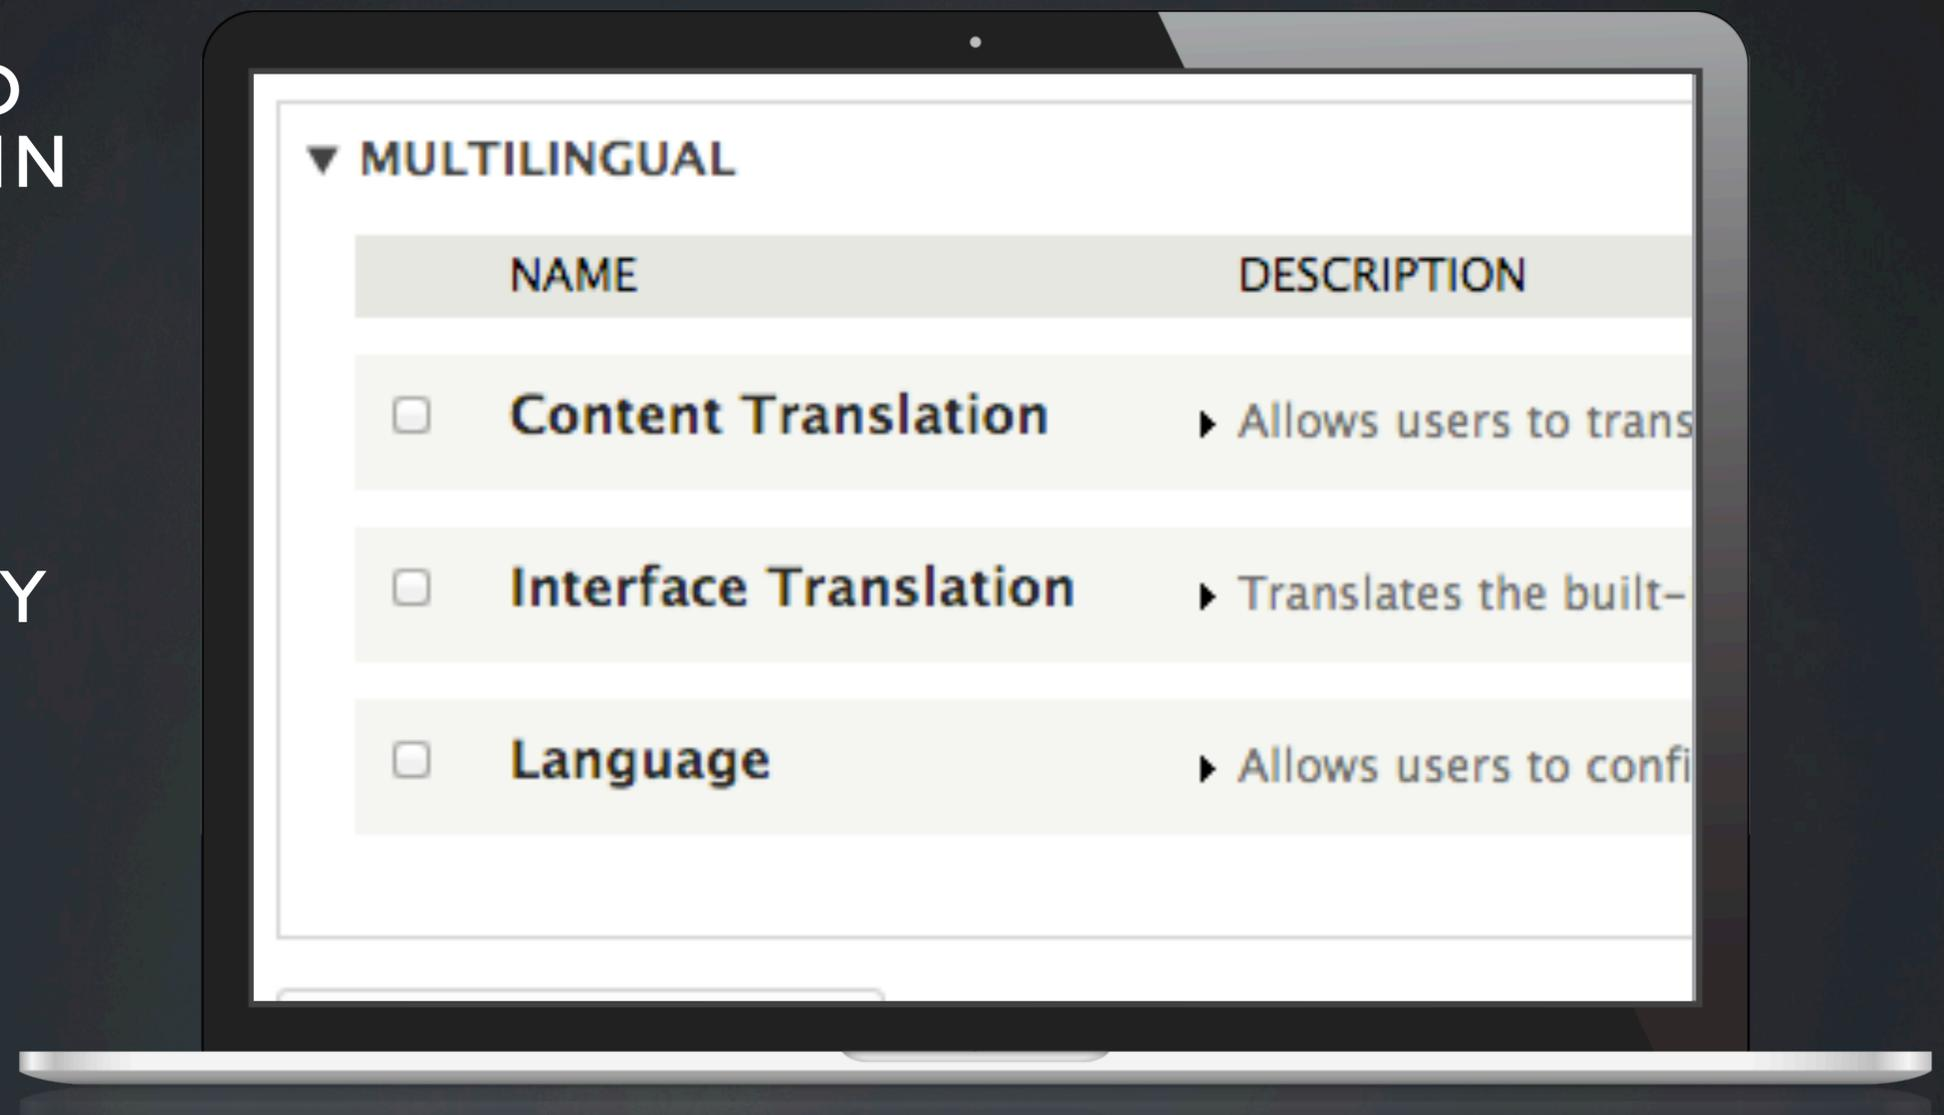 IN
Y
MULTILINGUAL
NAME DESCRIPTION
Content Translation Allows users to trans
Interface Translation Translates the built-
Language Allows users to confi